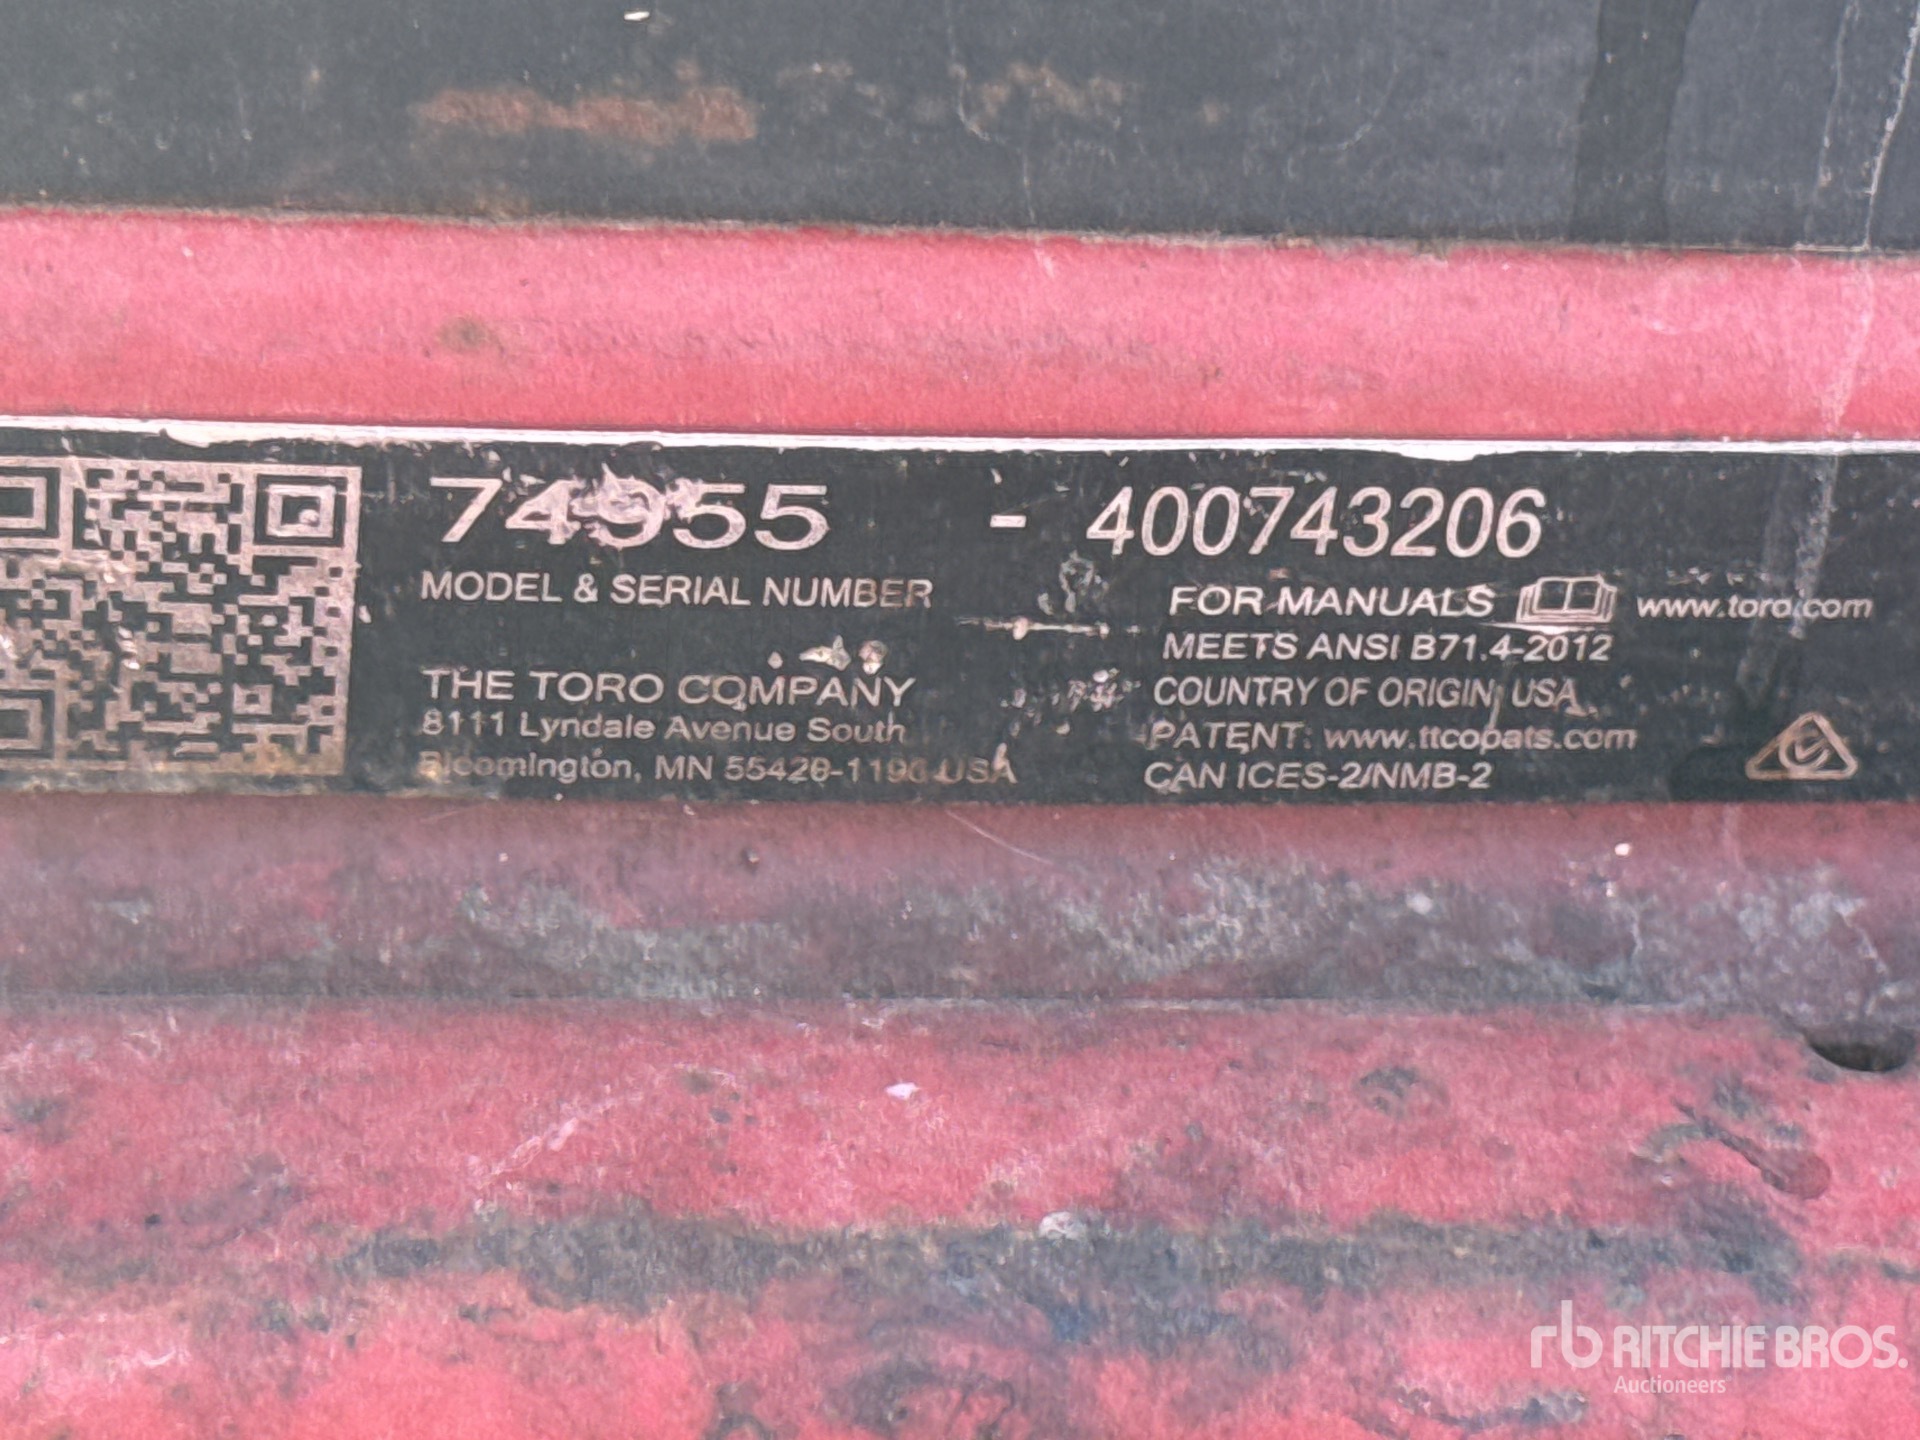 74955 - 400743206
MODEL & SERIAL NUMBER
THE TORO COMPANY
8111 Lyndale Avenue South
Bloomington, MN 55420-1196 USA
FOR MANUALS www.toro.com
MEETS ANSI B71.4-2012
COUNTRY OF ORIGIN: USA
PATENT: www.ttcopats.com
CAN ICES-2/NMB-2
rb RITCHIE BROS.
Auctioneers